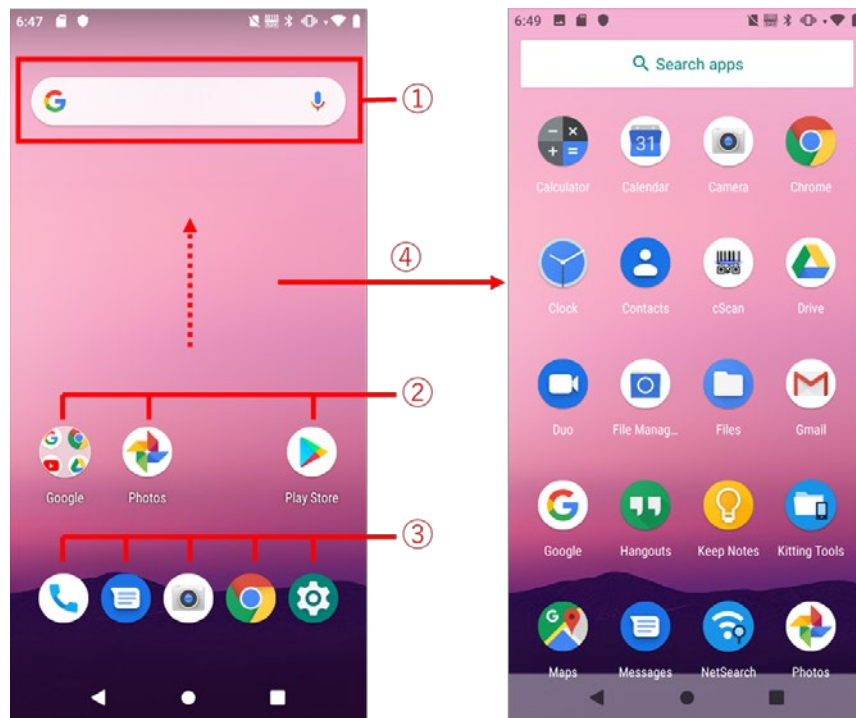 6:47
①
④
②
Google
Photos
Play Store
③
6:49
Search apps
31
Calculator
Calendar
Camera
Chrome
Clock
Contacts
cScan
Drive
Duo
File Manag...
Files
Gmail
Google
Hangouts
Keep Notes
Kitting Tools
Maps
Messages
NetSearch
Photos